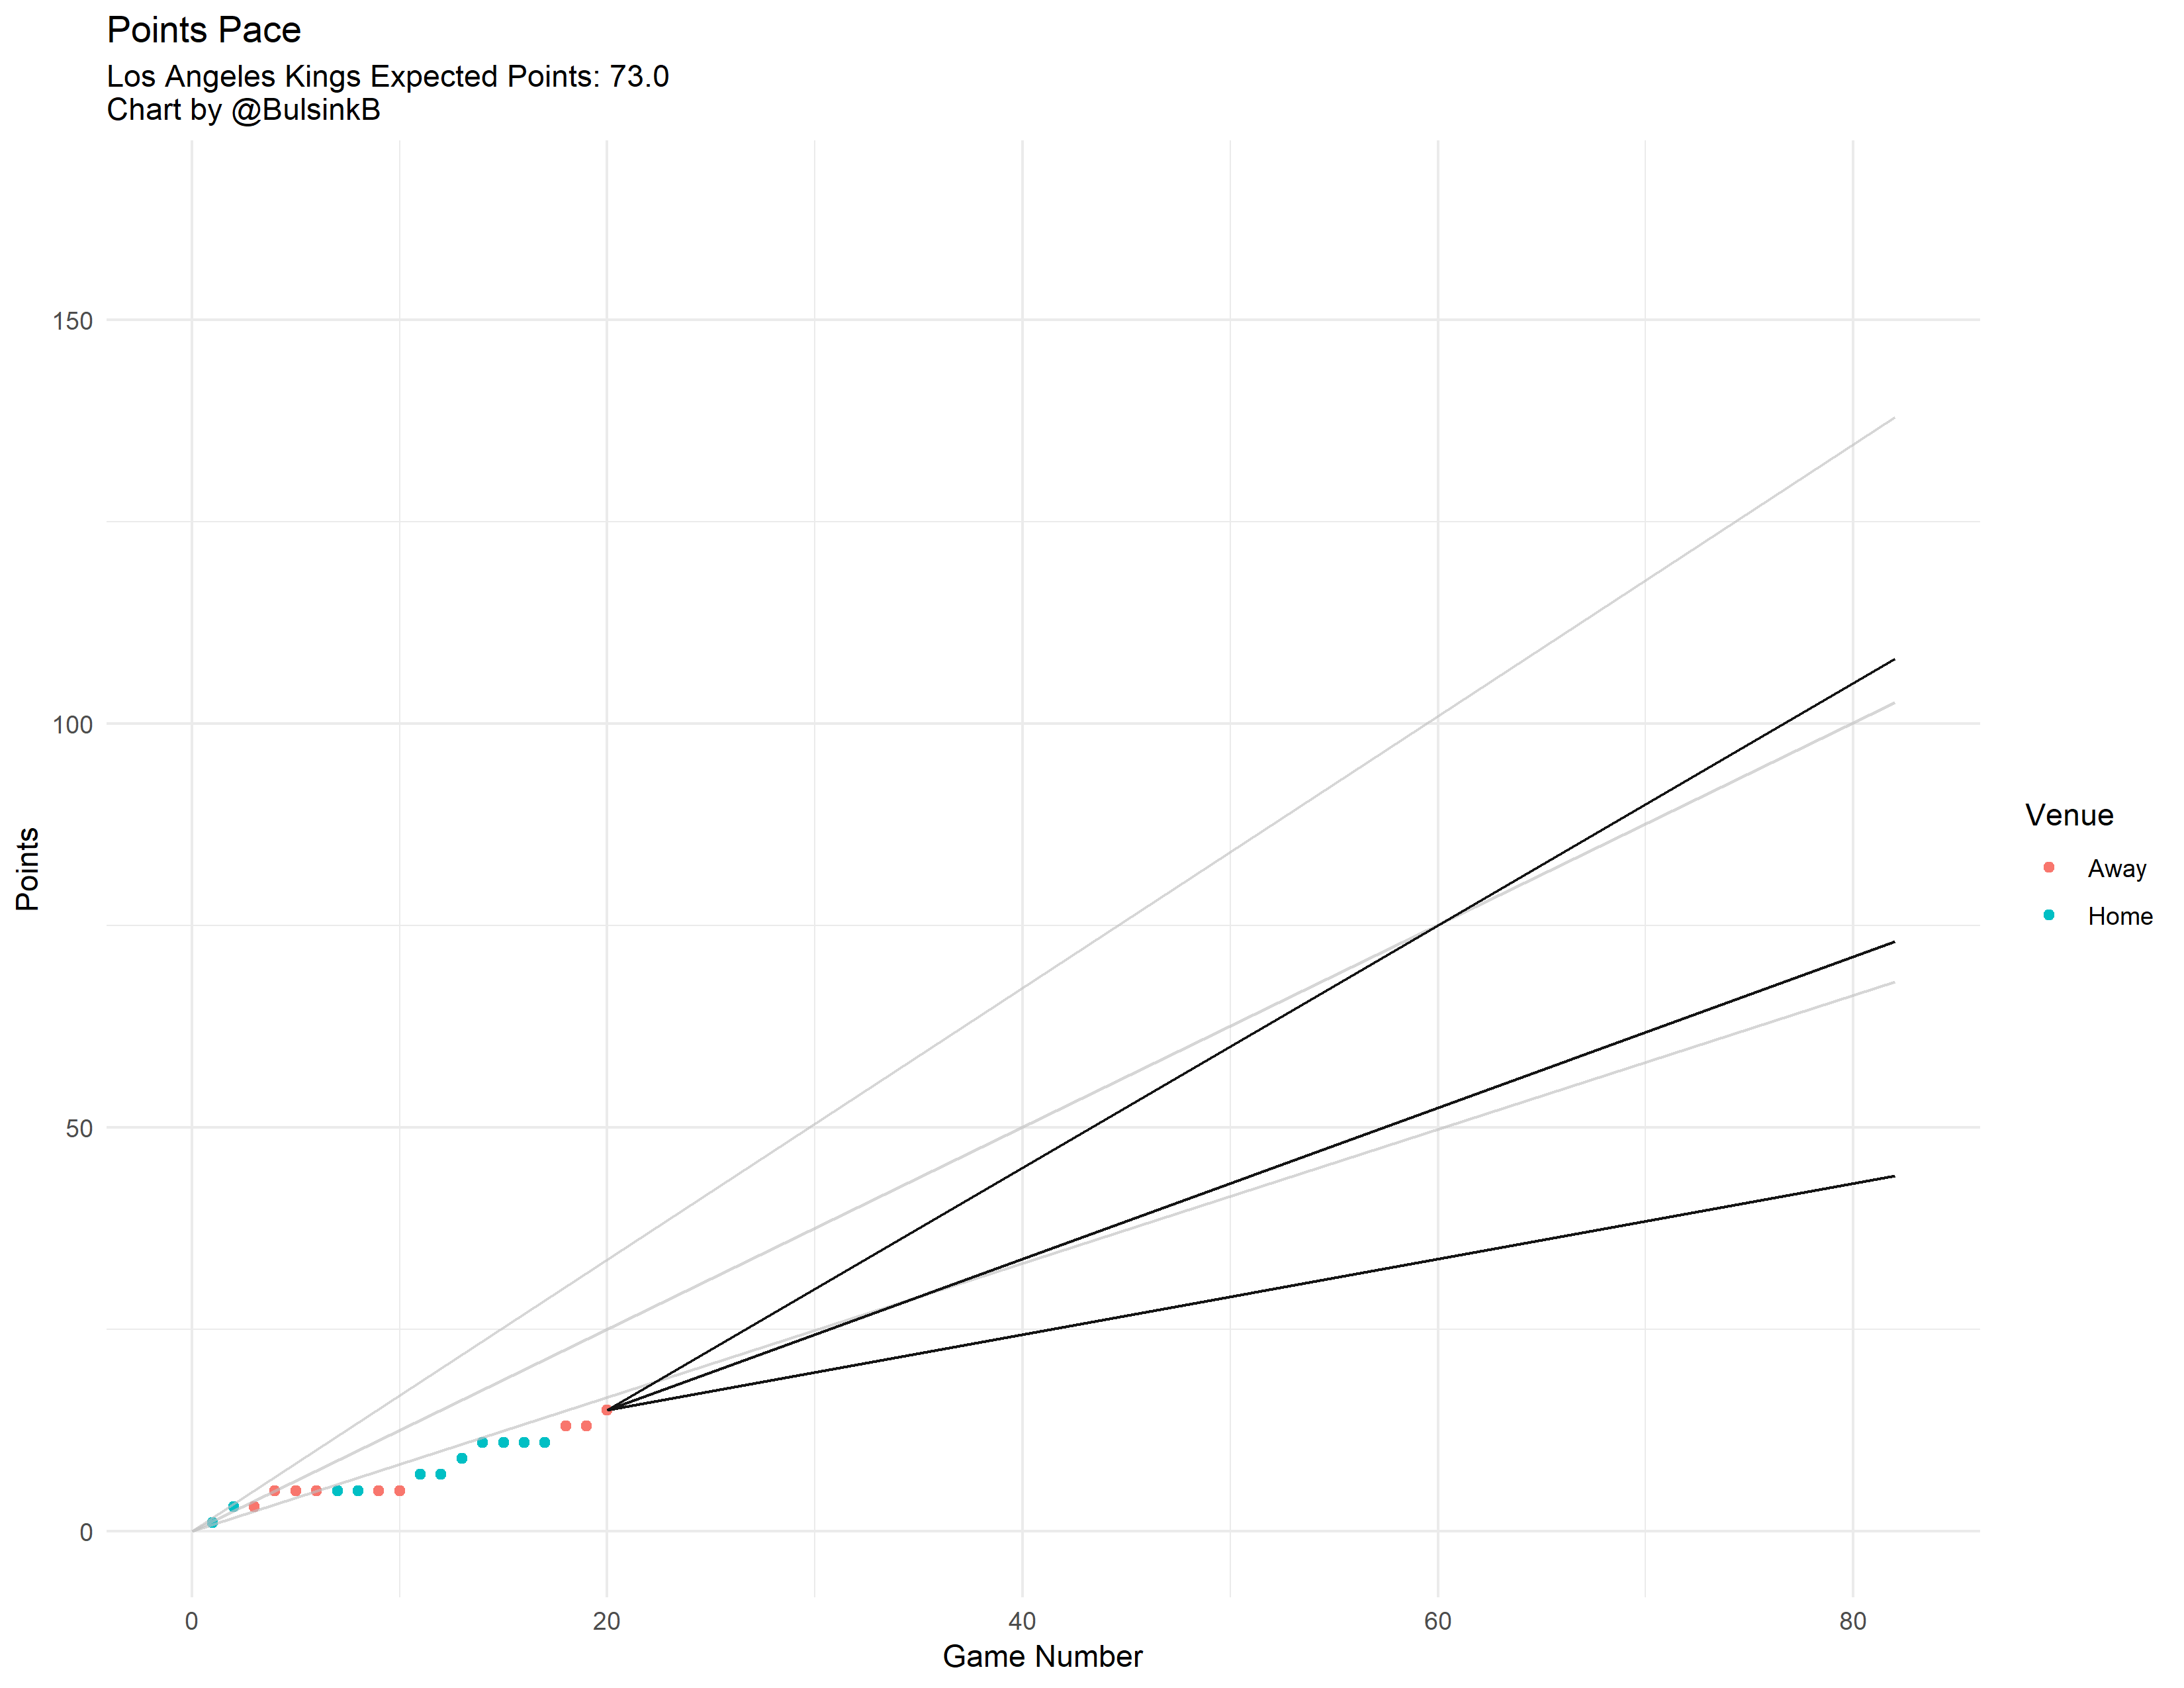 Points Pace
Los Angeles Kings Expected Points: 73.0
Chart by @BulsinkB
150
100
50
0
Points
0
20
40
60
80
Game Number
Venue
Away
Home